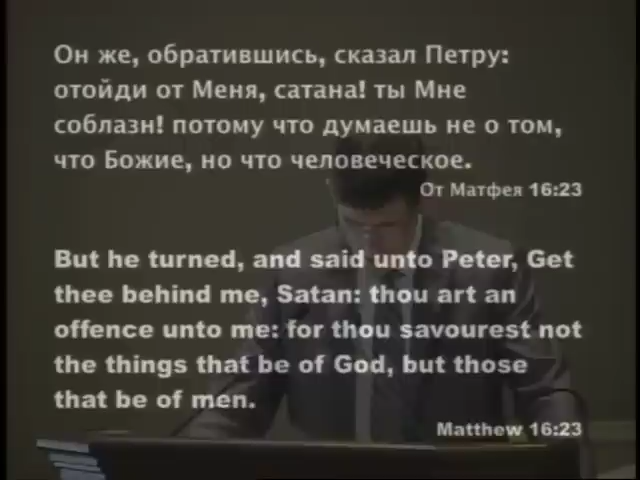 Он же, обратившись, сказал Петру:
отойди от Меня, сатана! ты Мне
соблазн! потому что думаешь не о том,
что Божие, но что человеческое.
От Матфея 16:23
But he turned, and said unto Peter, Get
thee behind me, Satan: thou art an
offence unto me: for thou savourest not
the things that be of God, but those
that be of men.
Matthew 16:23